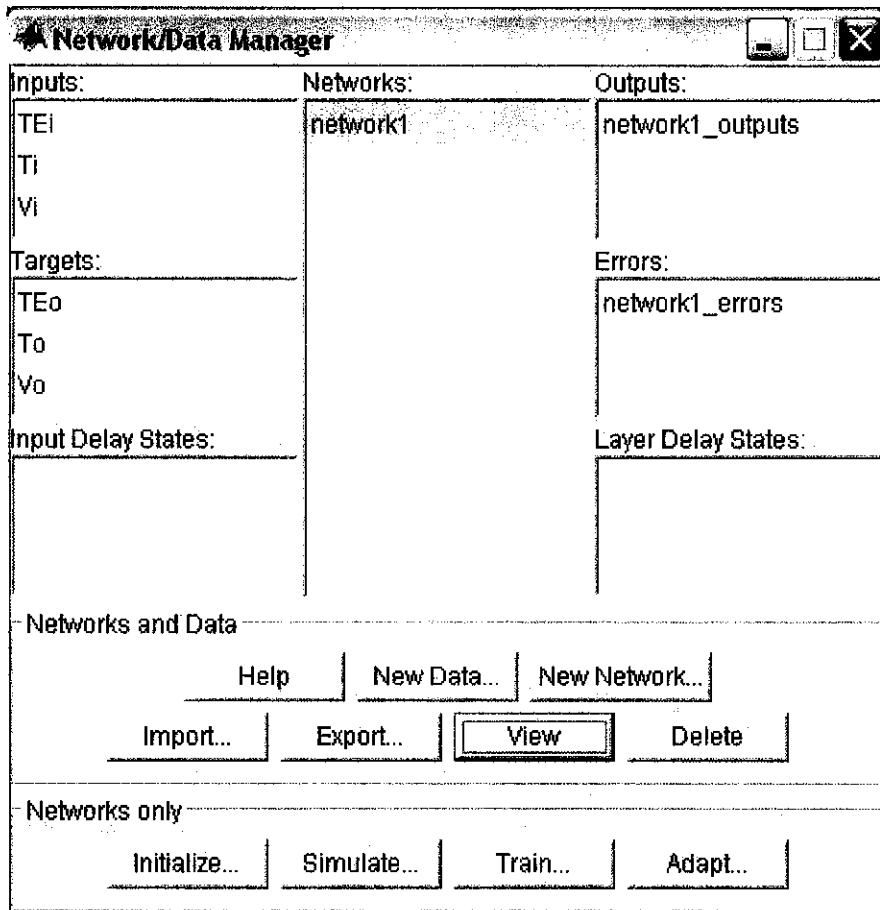 Network/Data Manager
Inputs: Networks: Outputs:
TEi network1 network1_outputs
Ti
Vi
Targets: Errors:
TEo network1_errors
To
Vo
Input Delay States: Layer Delay States:
Networks and Data
Help New Data... New Network...
Import... Export... View Delete
Networks only
Initialize... Simulate... Train... Adapt...